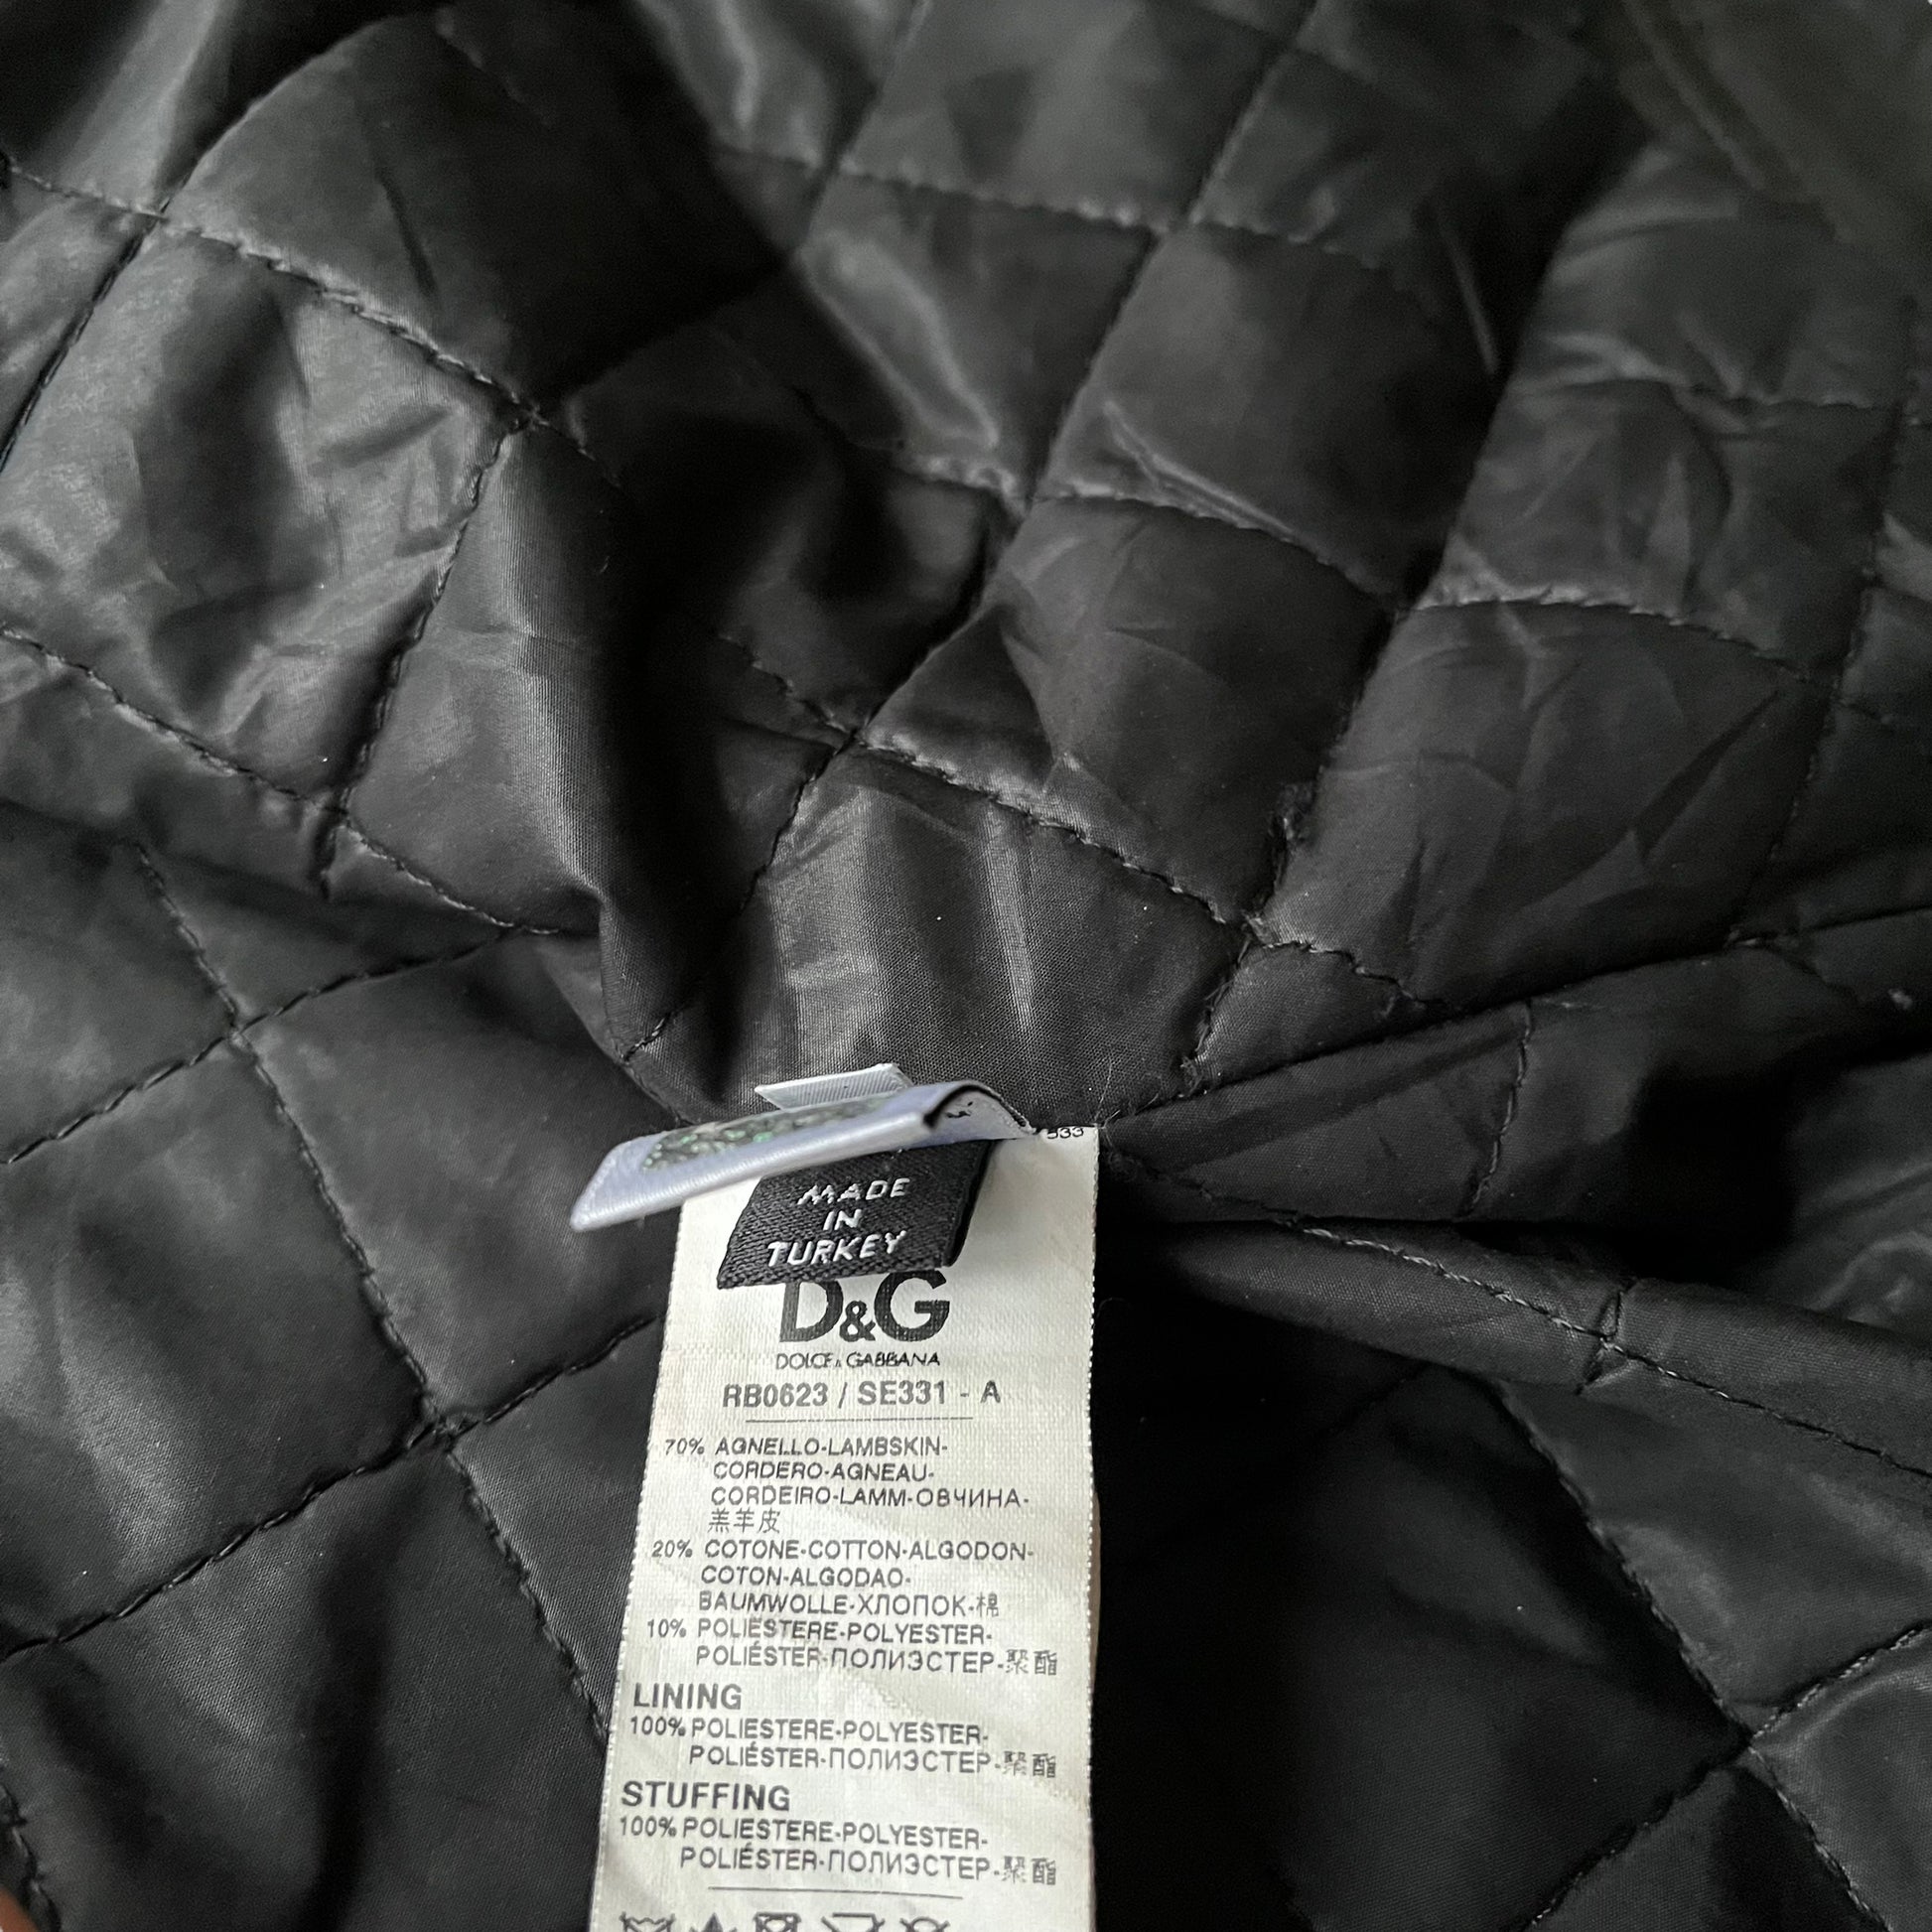 533
MADE
IN
TURKEY
D&G
DOLCE & GABBANA
RB0623 / SE331 - A
70% AGNELLO-LAMBSKIN-
CORDERO-AGNEAU-
CORDEIRO-LAMM-ОВЧИНА-
羔羊皮
20% COTONE-COTTON-ALGODON-
COTON-ALGODAO-
BAUMWOLLE-ХЛОПОК-棉
10% POLIESTERE-POLYESTER-
POLIÉSTER-ПОЛИЭСТЕР-聚酯
LINING
100% POLIESTERE-POLYESTER-
POLIÉSTER-ПОЛИЭСТЕР-聚酯
STUFFING
100% POLIESTERE-POLYESTER-
POLIÉSTER-ПОЛИЭСТЕР-聚酯